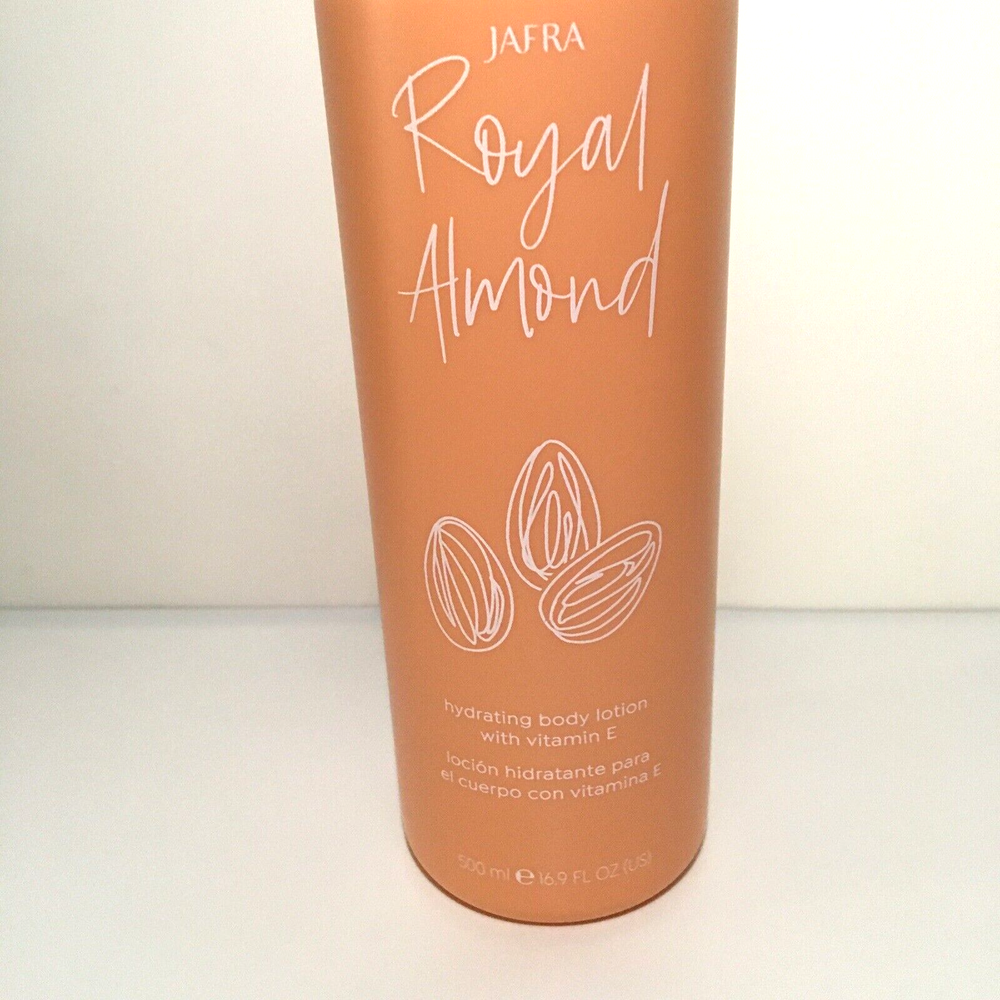 JAFRA
Royal
Almond
hydrating body lotion
with vitamin E
loción hidratante para
el cuerpo con vitamina E
500 ml ℮ 16.9 FL OZ (US)